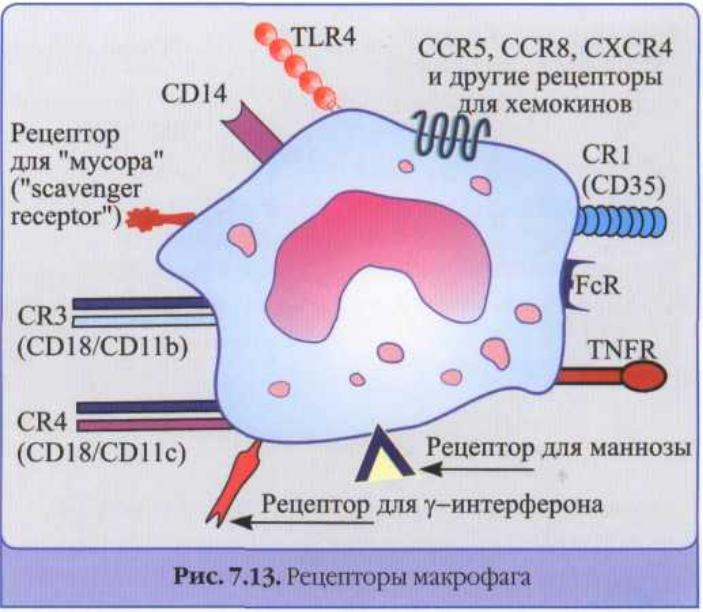 TLR4
CCR5, CCR8, CXCR4
и другие рецепторы
для хемокинов
CD14
Рецептор
для "мусора"
("scavenger
receptor")
CR1
(CD35)
FcR
CR3
(CD18/CD11b)
TNFR
CR4
(CD18/CD11c)
Рецептор для маннозы
Рецептор для γ–интерферона
Рис. 7.13. Рецепторы макрофага